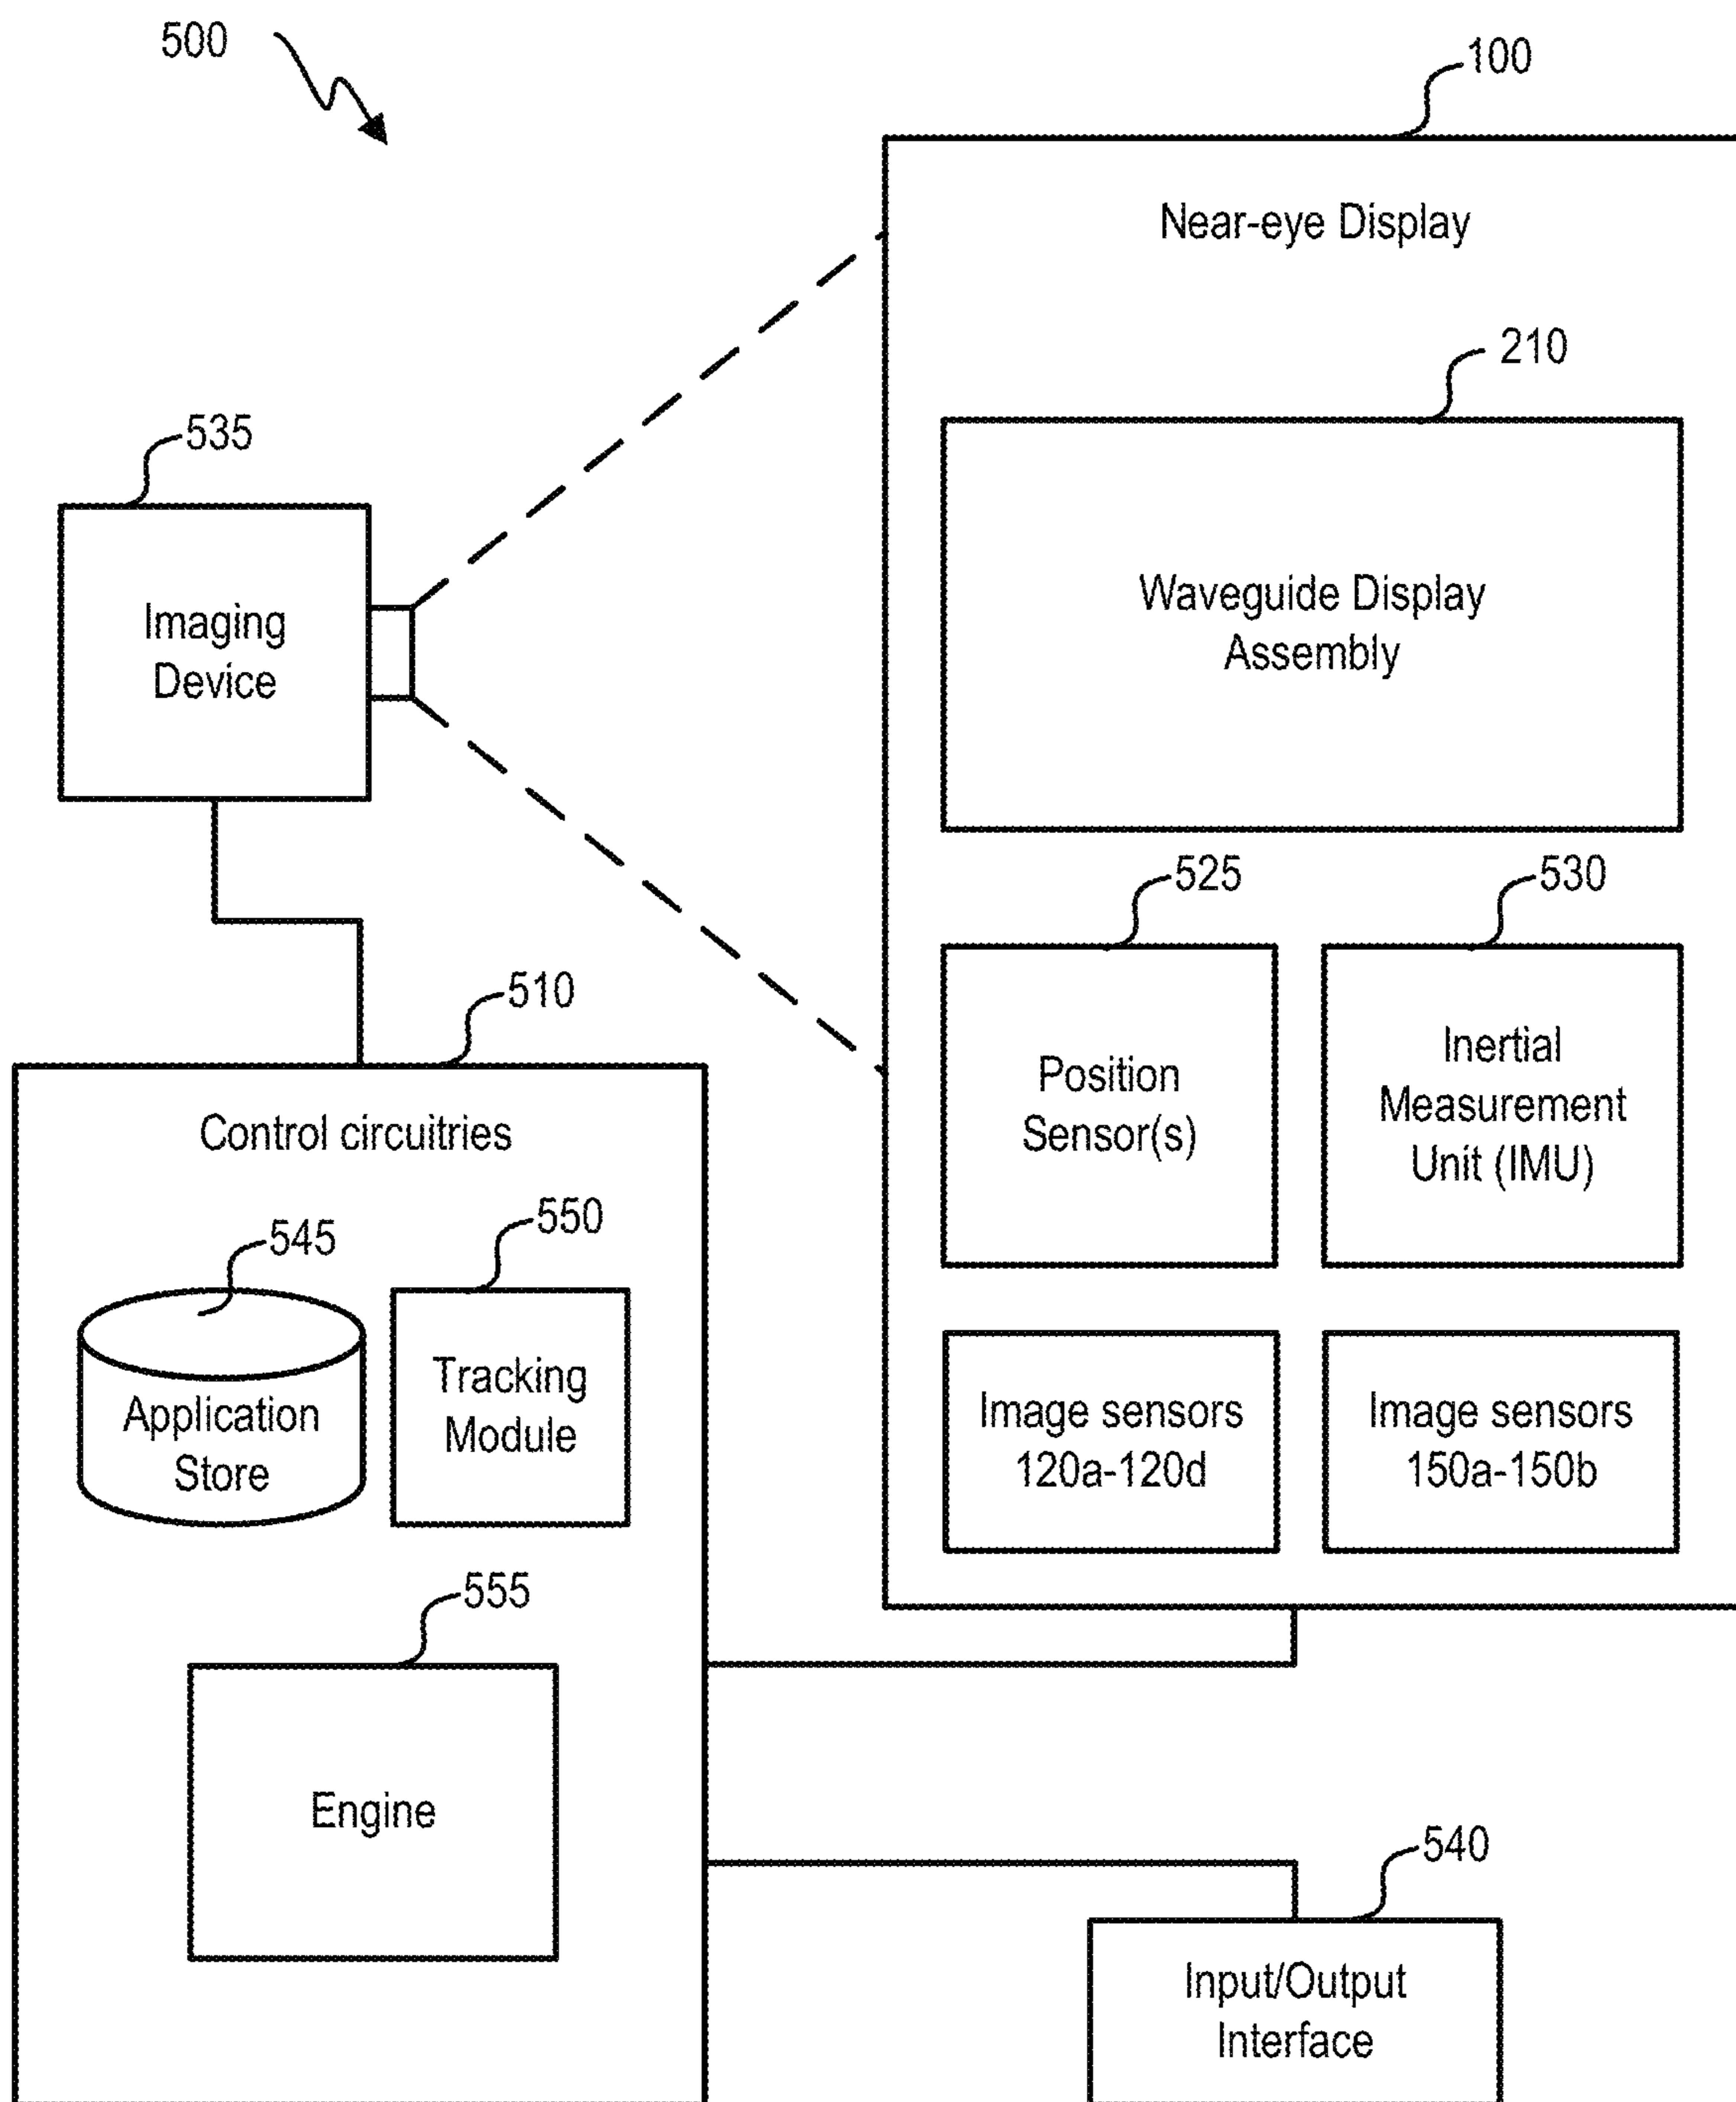 500
100
Near-eye Display
210
Waveguide Display
Assembly
535
Imaging
Device
525
530
Position
Sensor(s)
Inertial
Measurement
Unit (IMU)
510
Control circuitries
545
550
Application
Store
Tracking
Module
Image sensors
120a-120d
Image sensors
150a-150b
555
Engine
540
Input/Output
Interface